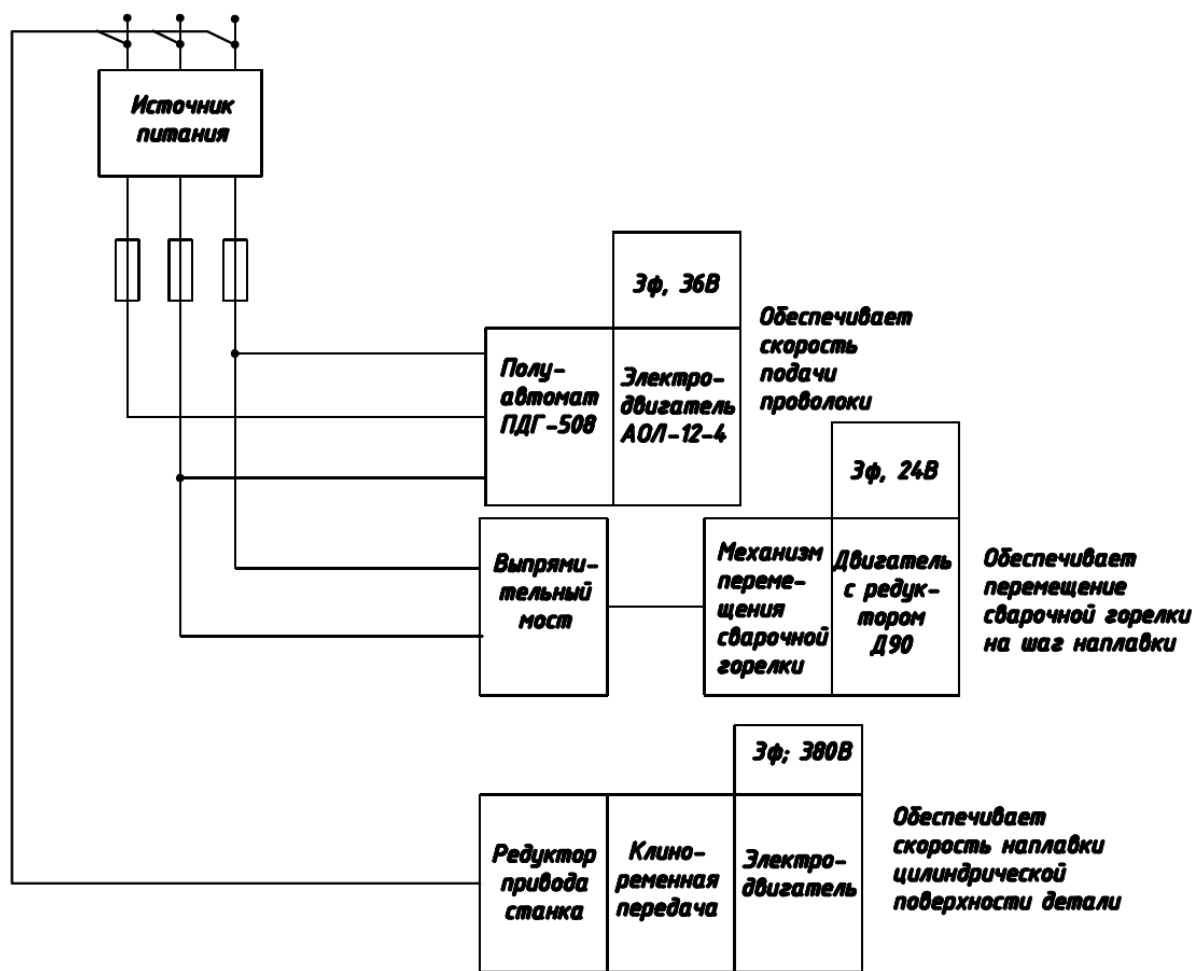 Источник
питания
3ф, 36В
Обеспечивает
скорость
подачи
проволоки
Полу-
автомат
ПДГ-508
Электро-
двигатель
АОЛ-12-4
3ф, 24В
Выпрями-
тельный
мост
Механизм
переме-
щения
сварочной
горелки
Двигатель
с редук-
тором
Д90
Обеспечивает
перемещение
сварочной горелки
на шаг наплавки
3ф; 380В
Редуктор
привода
станка
Клино-
ременная
передача
Электро-
двигатель
Обеспечивает
скорость наплавки
цилиндрической
поверхности детали